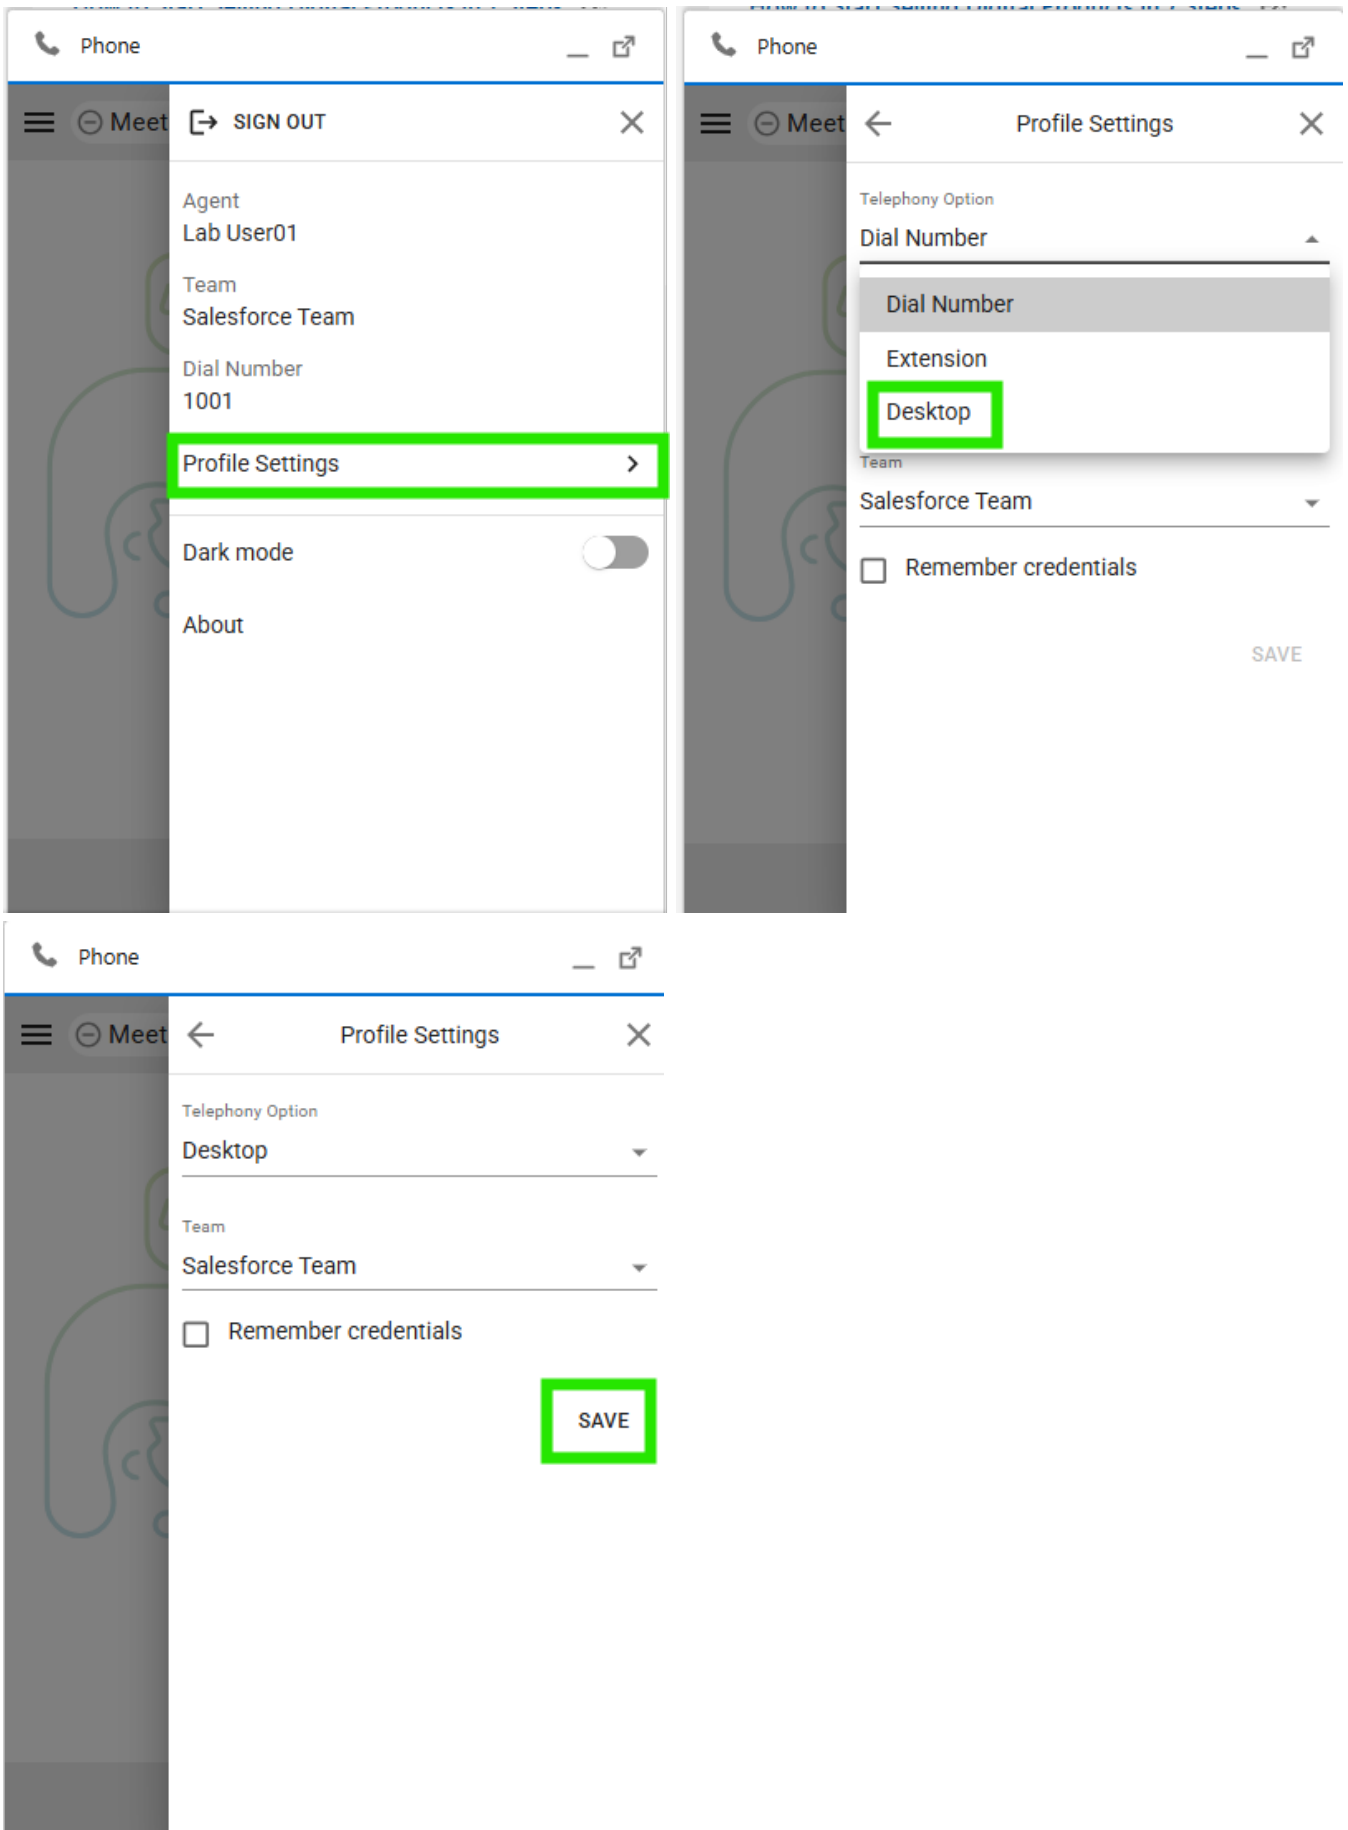 Phone
Meet
SIGN OUT
Agent
Lab User01
Team
Salesforce Team
Dial Number
1001
Profile Settings
Dark mode
About
Phone
Meet
Profile Settings
Telephony Option
Dial Number
Dial Number
Extension
Desktop
Team
Salesforce Team
Remember credentials
SAVE
Phone
Meet
Profile Settings
Telephony Option
Desktop
Team
Salesforce Team
Remember credentials
SAVE